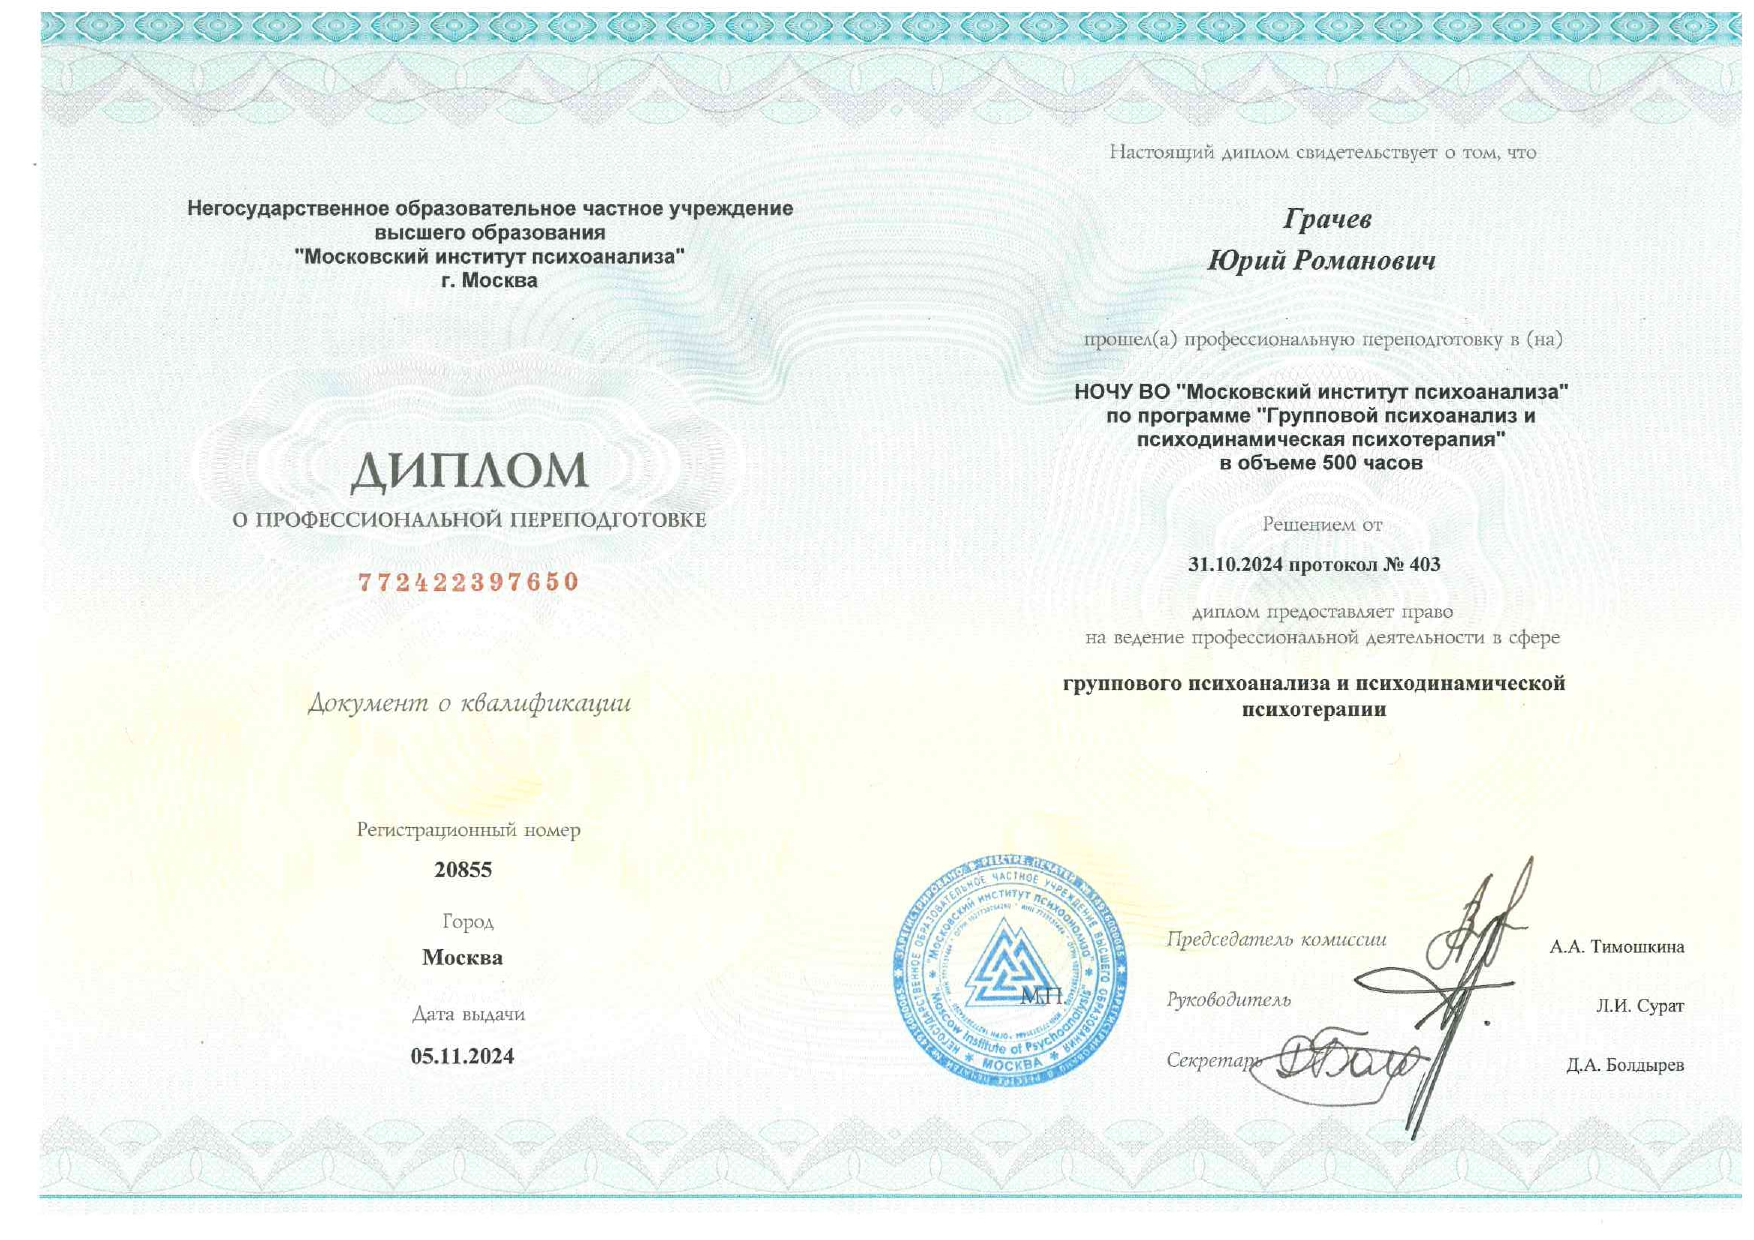 Негосударственное образовательное частное учреждение
высшего образования
"Московский институт психоанализа"
г. Москва
ДИПЛОМ
О ПРОФЕССИОНАЛЬНОЙ ПЕРЕПОДГОТОВКЕ
772422397650
Документ о квалификации
Регистрационный номер
20855
Город
Москва
Дата выдачи
05.11.2024
Настоящий диплом свидетельствует о том, что
Грачев
Юрий Романович
прошел(а) профессиональную переподготовку в (на)
НОЧУ ВО "Московский институт психоанализа"
по программе "Групповой психоанализ и
психодинамическая психотерапия"
в объеме 500 часов
Решением от
31.10.2024 протокол № 403
диплом предоставляет право
на ведение профессиональной деятельности в сфере
группового психоанализа и психодинамической
психотерапии
НЕГОСУДАРСТВЕННОЕ ОБРАЗОВАТЕЛЬНОЕ ЧАСТНОЕ УЧРЕЖДЕНИЕ ВЫСШЕГО ОБРАЗОВАНИЯ
"МОСКОВСКИЙ ИНСТИТУТ ПСИХОАНАЛИЗА"
"Moscow Institute of Psychoanalysis"
МОСКВА
М.П.
Председатель комиссии
А.А. Тимошкина
Руководитель
Л.И. Сурат
Секретарь
Д.А. Болдырев